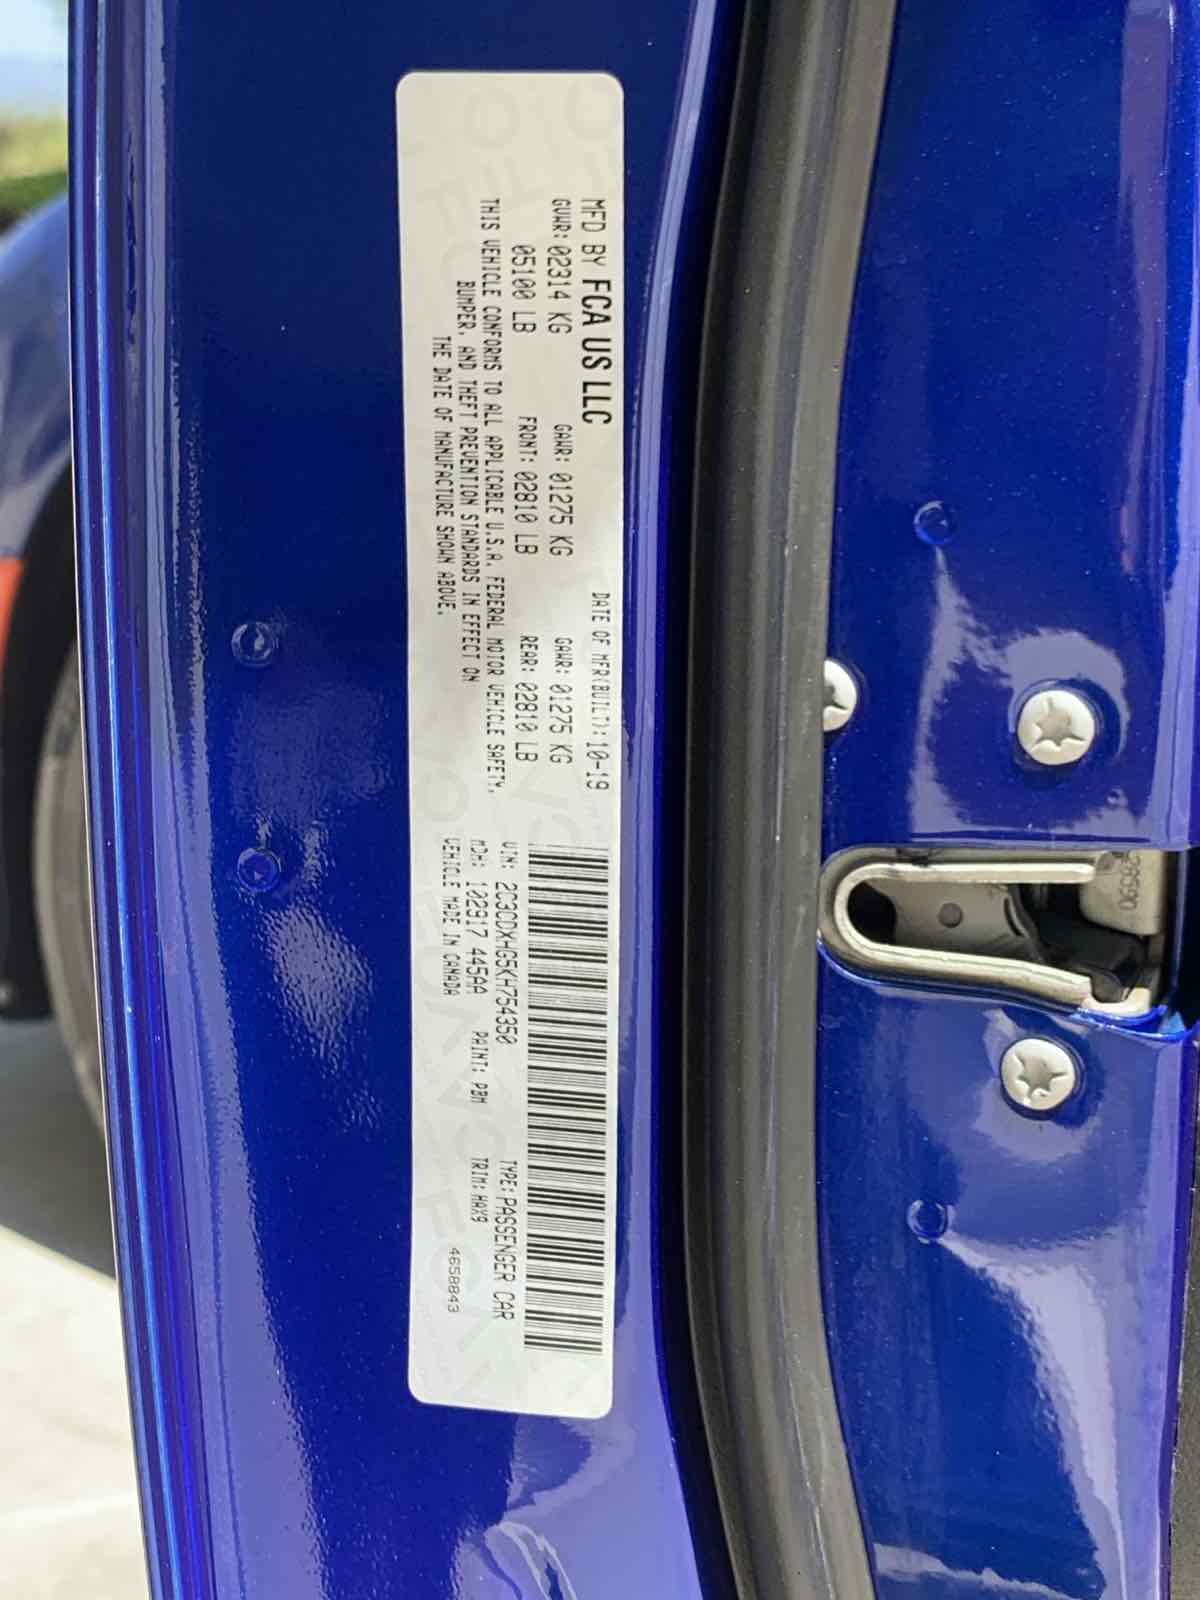 MFD BY FCA US LLC
DATE OF MFR(BUILT): 10-19
GVWR: 02314 KG GAWR: 01275 KG GAWR: 01275 KG
05100 LB FRONT: 02810 LB REAR: 02810 LB
THIS VEHICLE CONFORMS TO ALL APPLICABLE U.S.A. FEDERAL MOTOR VEHICLE SAFETY,
BUMPER, AND THEFT PREVENTION STANDARDS IN EFFECT ON
THE DATE OF MANUFACTURE SHOWN ABOVE.
VIN: 2C3CDXHG5KH754350 TYPE: PASSENGER CAR
MDH: 102317 445AA PAINT: PBM TRIM: HAX9
VEHICLE MADE IN CANADA
4658843